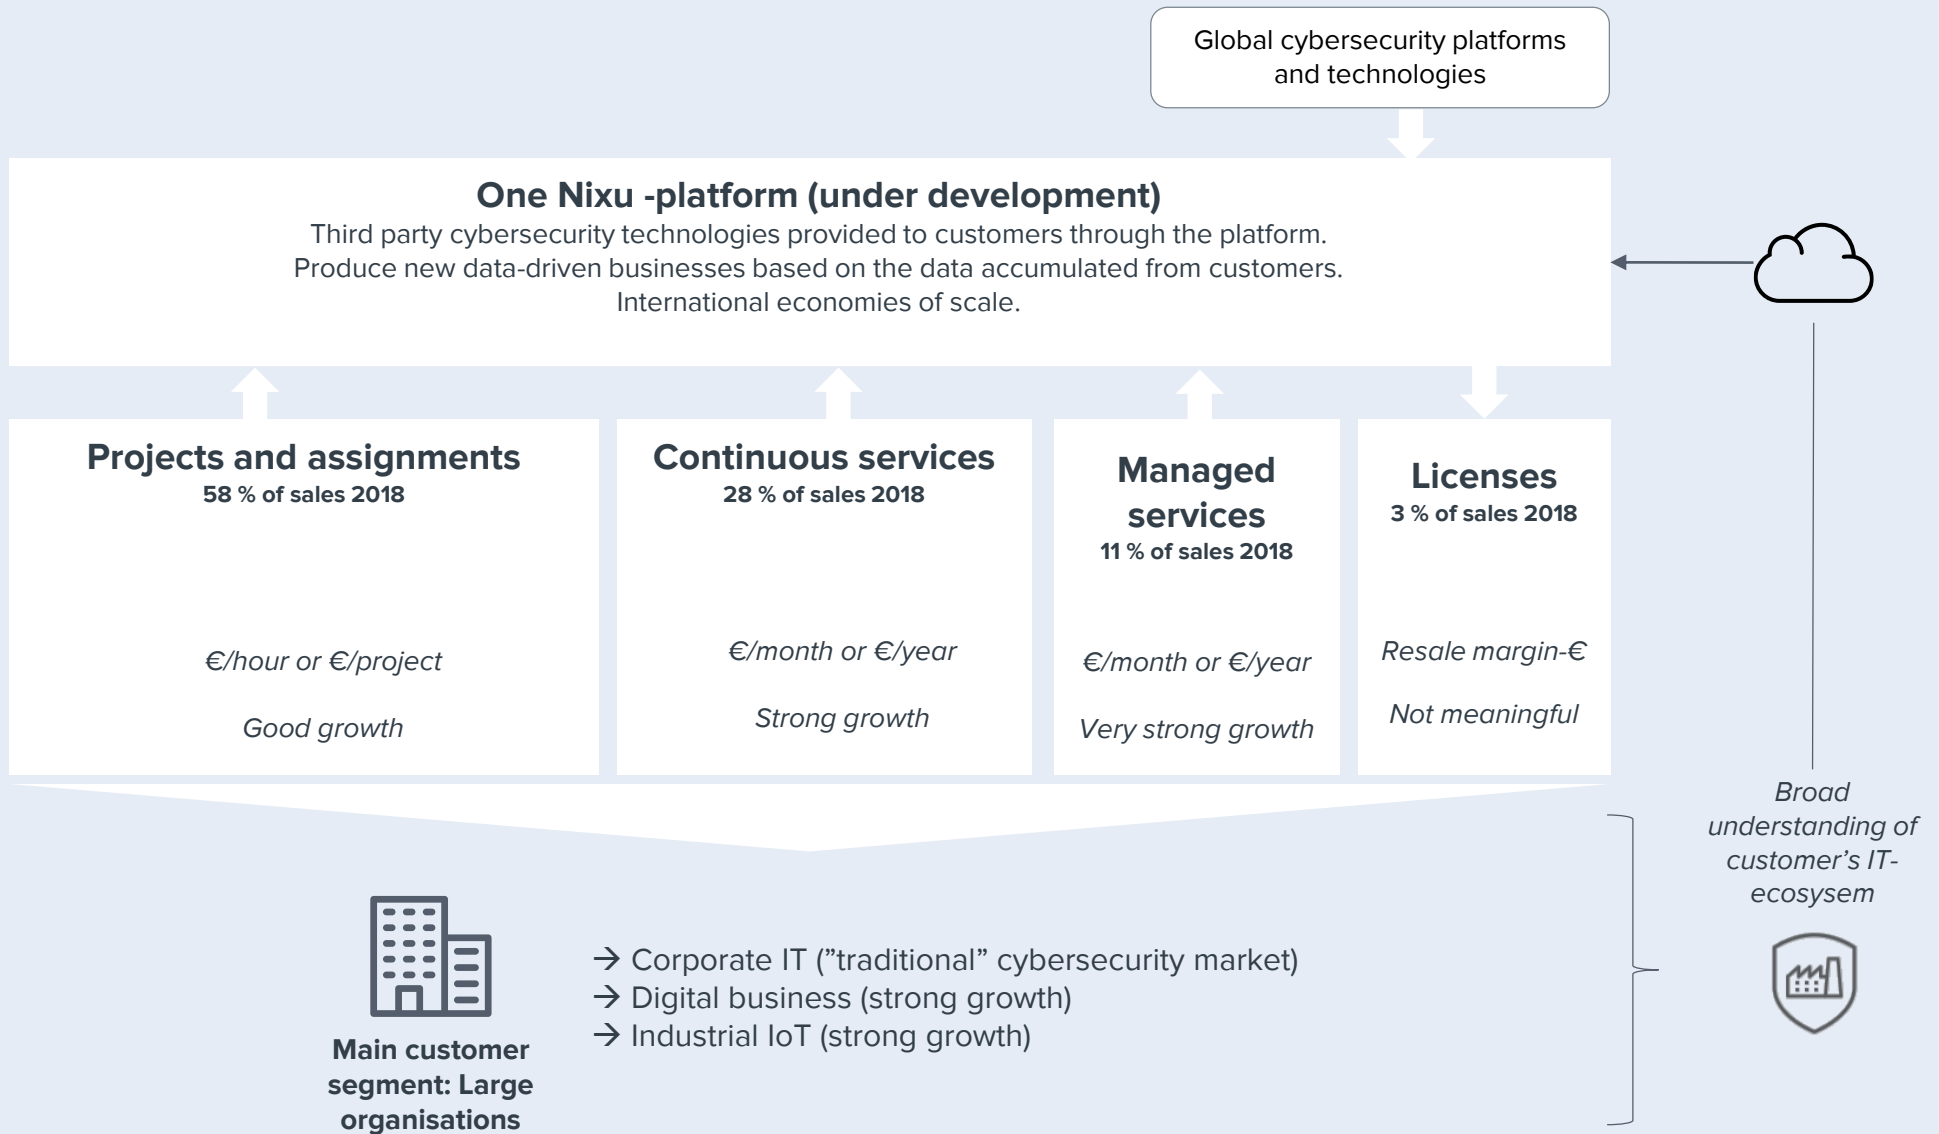 Global cybersecurity platforms
and technologies
One Nixu -platform (under development)
Third party cybersecurity technologies provided to customers through the platform.
Produce new data-driven businesses based on the data accumulated from customers.
International economies of scale.
Projects and assignments
58 % of sales 2018
€/hour or €/project
Good growth
Continuous services
28 % of sales 2018
€/month or €/year
Strong growth
Managed
services
11 % of sales 2018
€/month or €/year
Very strong growth
Licenses
3 % of sales 2018
Resale margin-€
Not meaningful
Broad
understanding of
customer’s IT-
ecosysem
Main customer
segment: Large
organisations
→ Corporate IT (”traditional” cybersecurity market)
→ Digital business (strong growth)
→ Industrial IoT (strong growth)